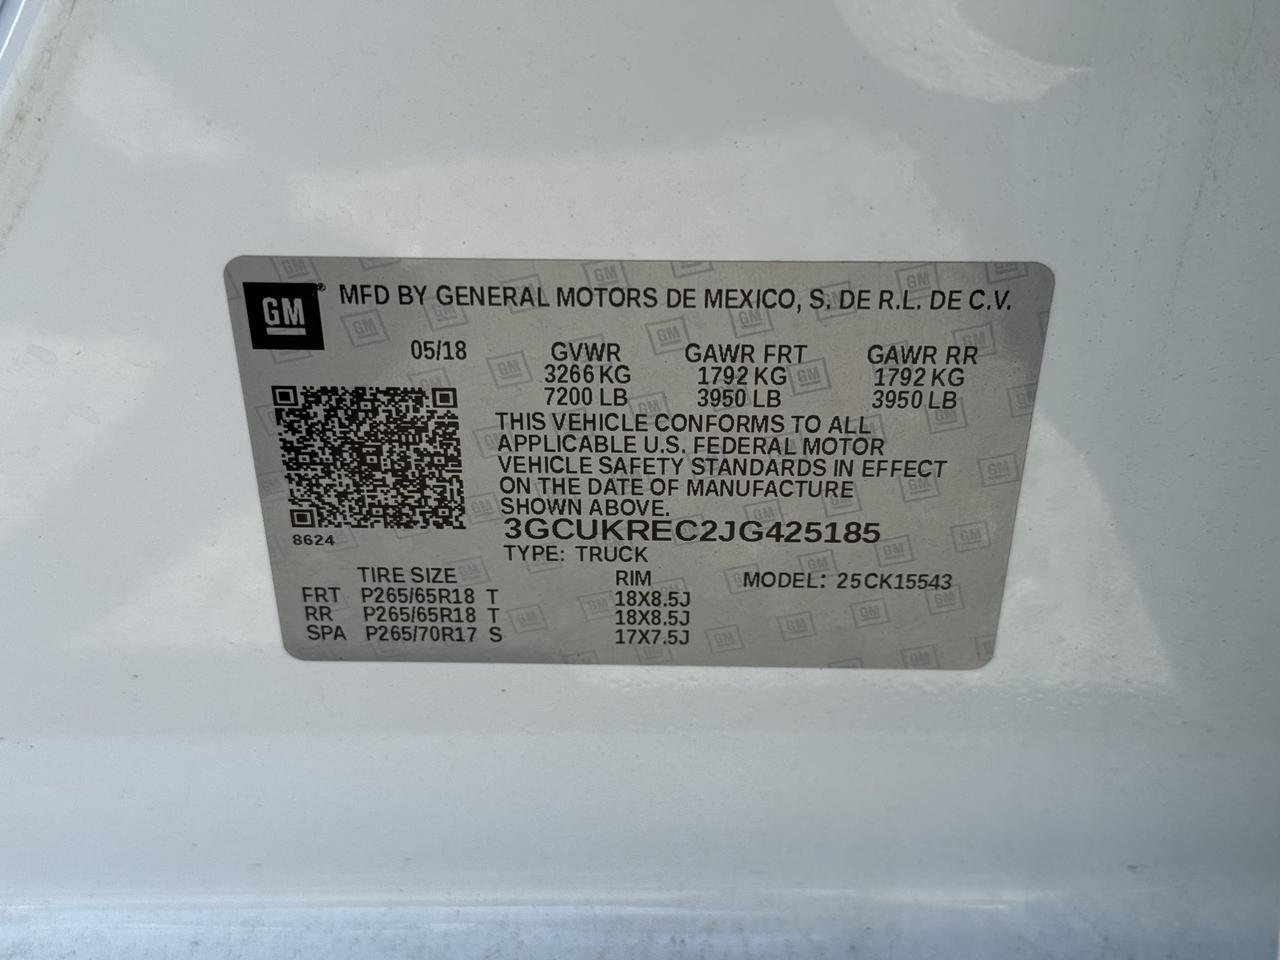 GM® MFD BY GENERAL MOTORS DE MEXICO, S. DE R.L. DE C.V.
05/18 GVWR GAWR FRT GAWR RR
3266 KG 1792 KG 1792 KG
7200 LB 3950 LB 3950 LB
THIS VEHICLE CONFORMS TO ALL
APPLICABLE U.S. FEDERAL MOTOR
VEHICLE SAFETY STANDARDS IN EFFECT
ON THE DATE OF MANUFACTURE
SHOWN ABOVE.
3GCUKREC2JG425185
8624
TYPE: TRUCK
TIRE SIZE RIM MODEL: 25CK15543
FRT P265/65R18 T 18X8.5J
RR P265/65R18 T 18X8.5J
SPA P265/70R17 S 17X7.5J